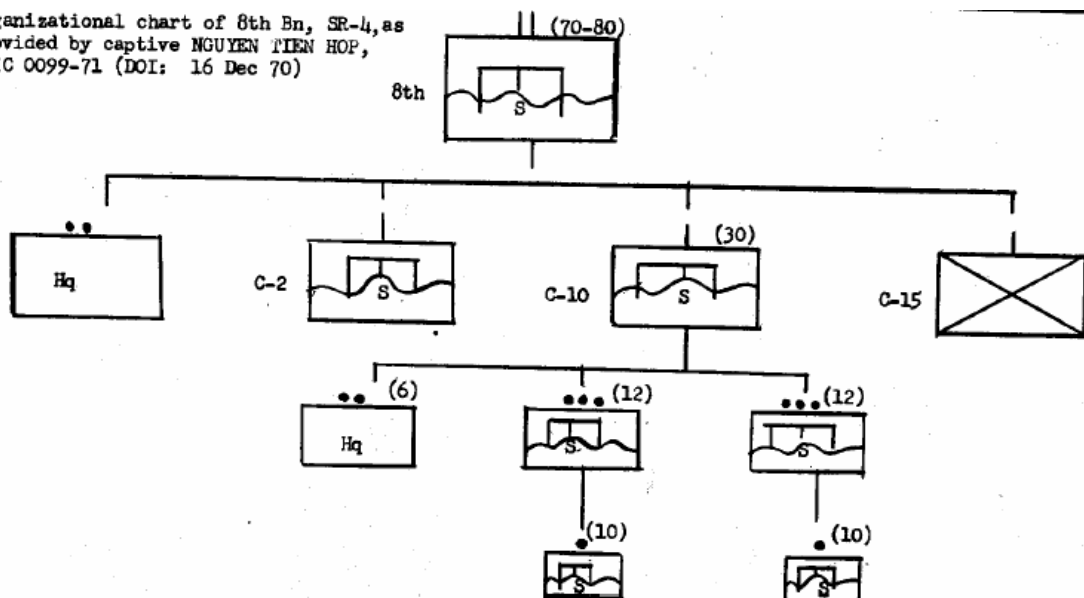 ganizational chart of 8th Bn, SR-4, as
ovided by captive NGUYEN TIEN HOP,
IC 0099-71 (DOI: 16 Dec 70)
(70-80)
8th
S
Hq
C-2
S
(30)
C-10
S
C-15
(6)
Hq
(12)
S
(12)
S
(10)
S
(10)
S